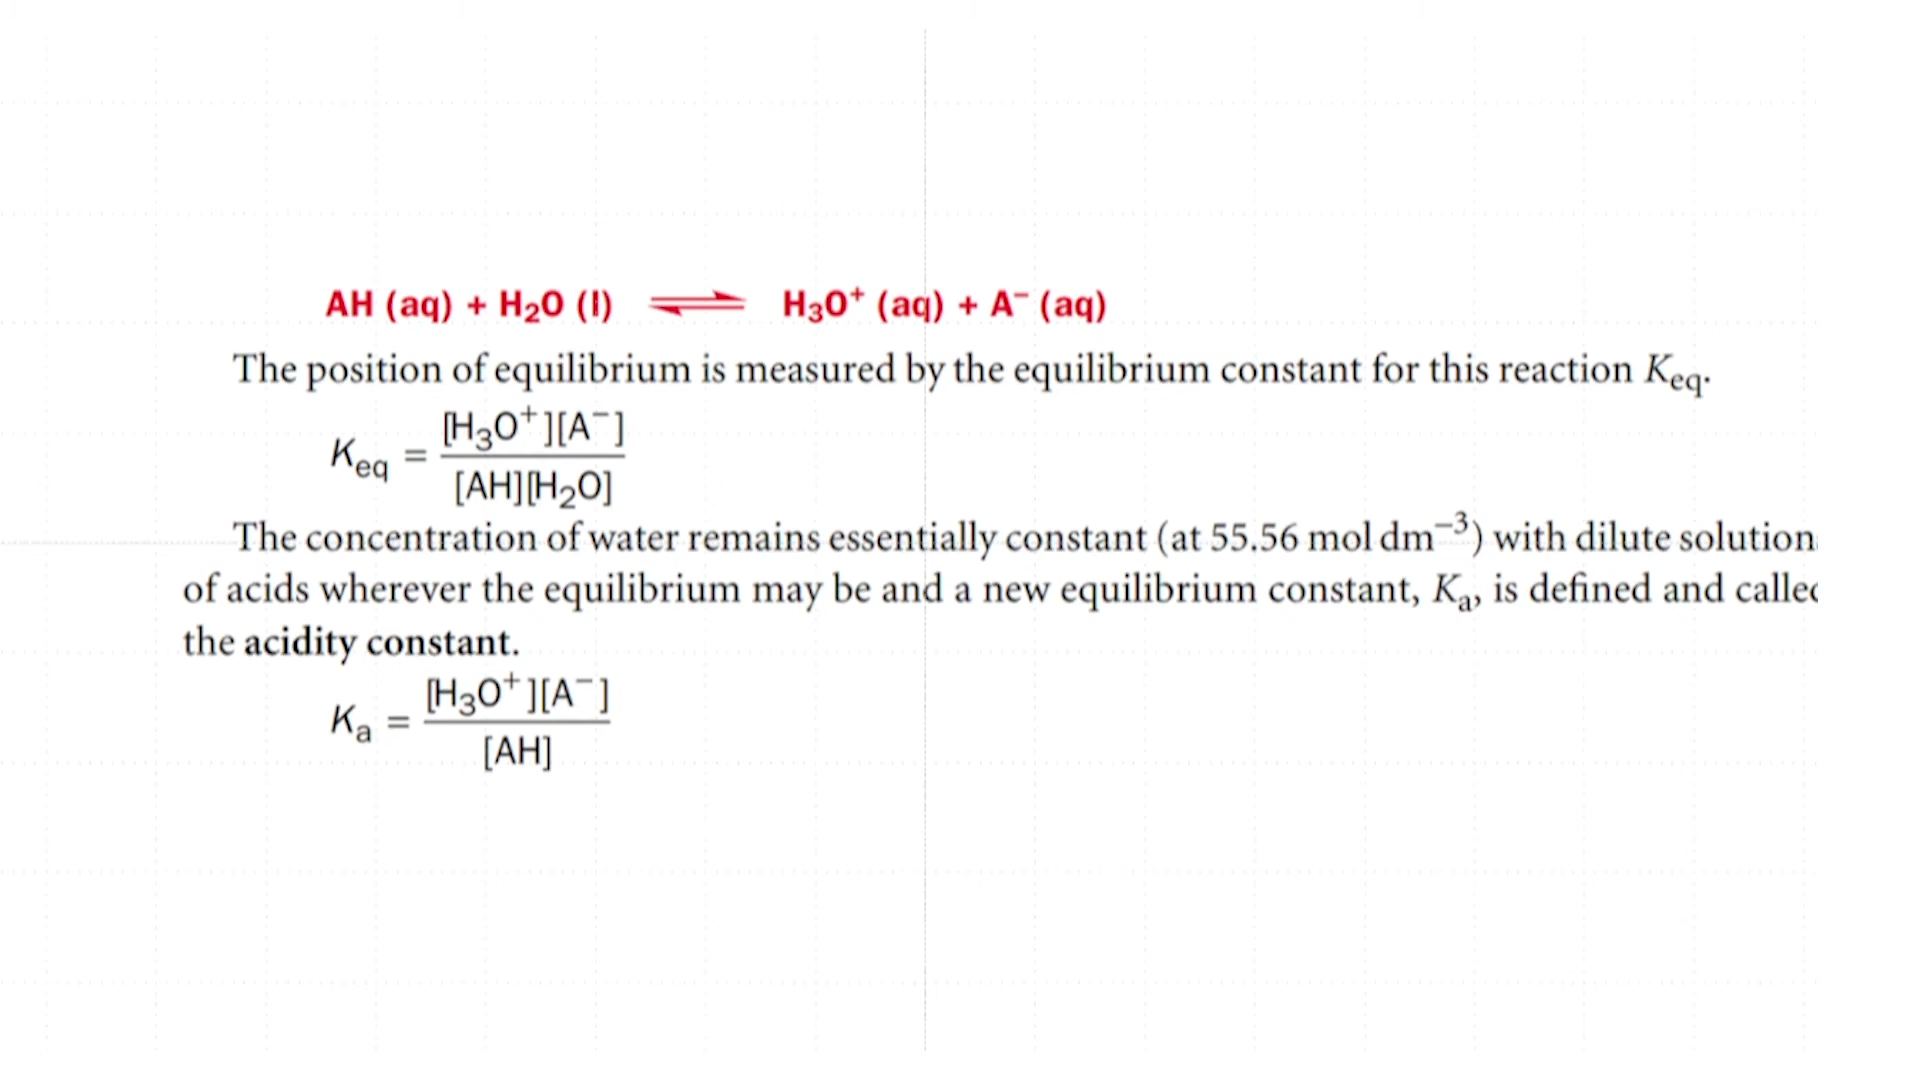 AH (aq) + H₂O (l) ⇌ H₃O⁺ (aq) + A⁻ (aq)
The position of equilibrium is measured by the equilibrium constant for this reaction Keq.
Keq = [H₃O⁺][A⁻] / [AH][H₂O]
The concentration of water remains essentially constant (at 55.56 mol dm⁻³) with dilute solution
of acids wherever the equilibrium may be and a new equilibrium constant, Kₐ, is defined and calle
the acidity constant.
Kₐ = [H₃O⁺][A⁻] / [AH]